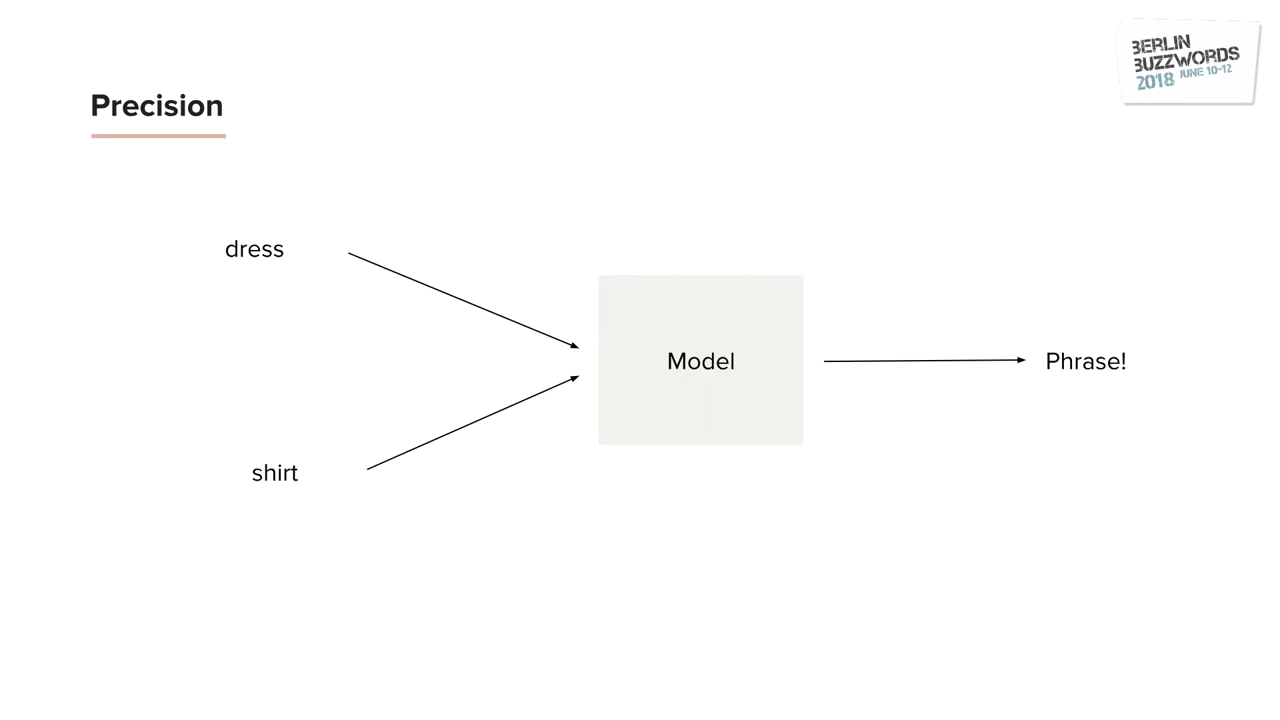 BERLIN
BUZZWORDS
2018 JUNE 10-12
Precision
dress
Model
Phrase!
shirt